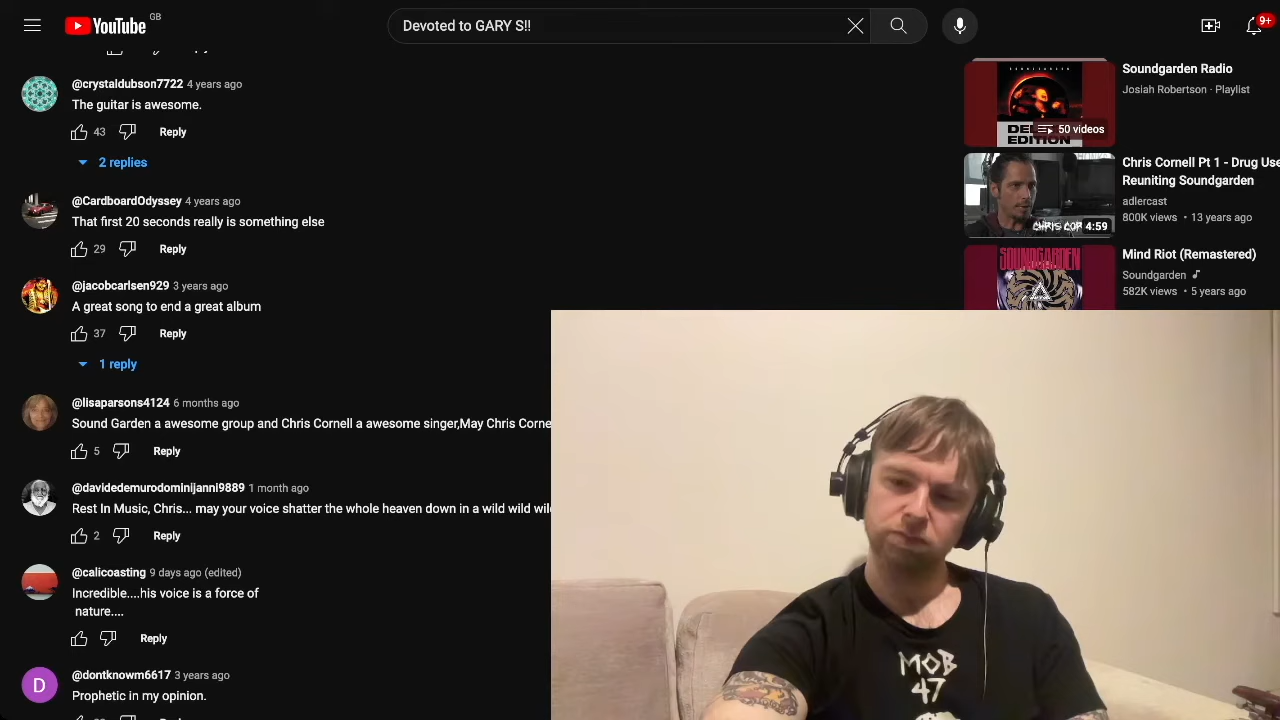 YouTube
GB
Devoted to GARY S!!
9+
@crystaldubson7722 4 years ago
The guitar is awesome.
43
Reply
2 replies
@CardboardOdyssey 4 years ago
That first 20 seconds really is something else
29
Reply
@jacobcarlsen929 3 years ago
A great song to end a great album
37
Reply
1 reply
@lisaparsons4124 6 months ago
Sound Garden a awesome group and Chris Cornell a awesome singer,May Chris Corne
5
Reply
@davidedemurodominijanni9889 1 month ago
Rest In Music, Chris... may your voice shatter the whole heaven down in a wild wild
2
Reply
@calicoasting 9 days ago (edited)
Incredible....his voice is a force of
nature....
Reply
D
@dontknowm6617 3 years ago
Prophetic in my opinion.
50 videos
EDITION
Soundgarden Radio
Josiah Robertson · Playlist
CHRIS COR
4:59
Chris Cornell Pt 1 - Drug Use
Reuniting Soundgarden
adlercast
800K views • 13 years ago
SOUNDGARDEN
Mind Riot (Remastered)
Soundgarden
582K views • 5 years ago
MOB
47